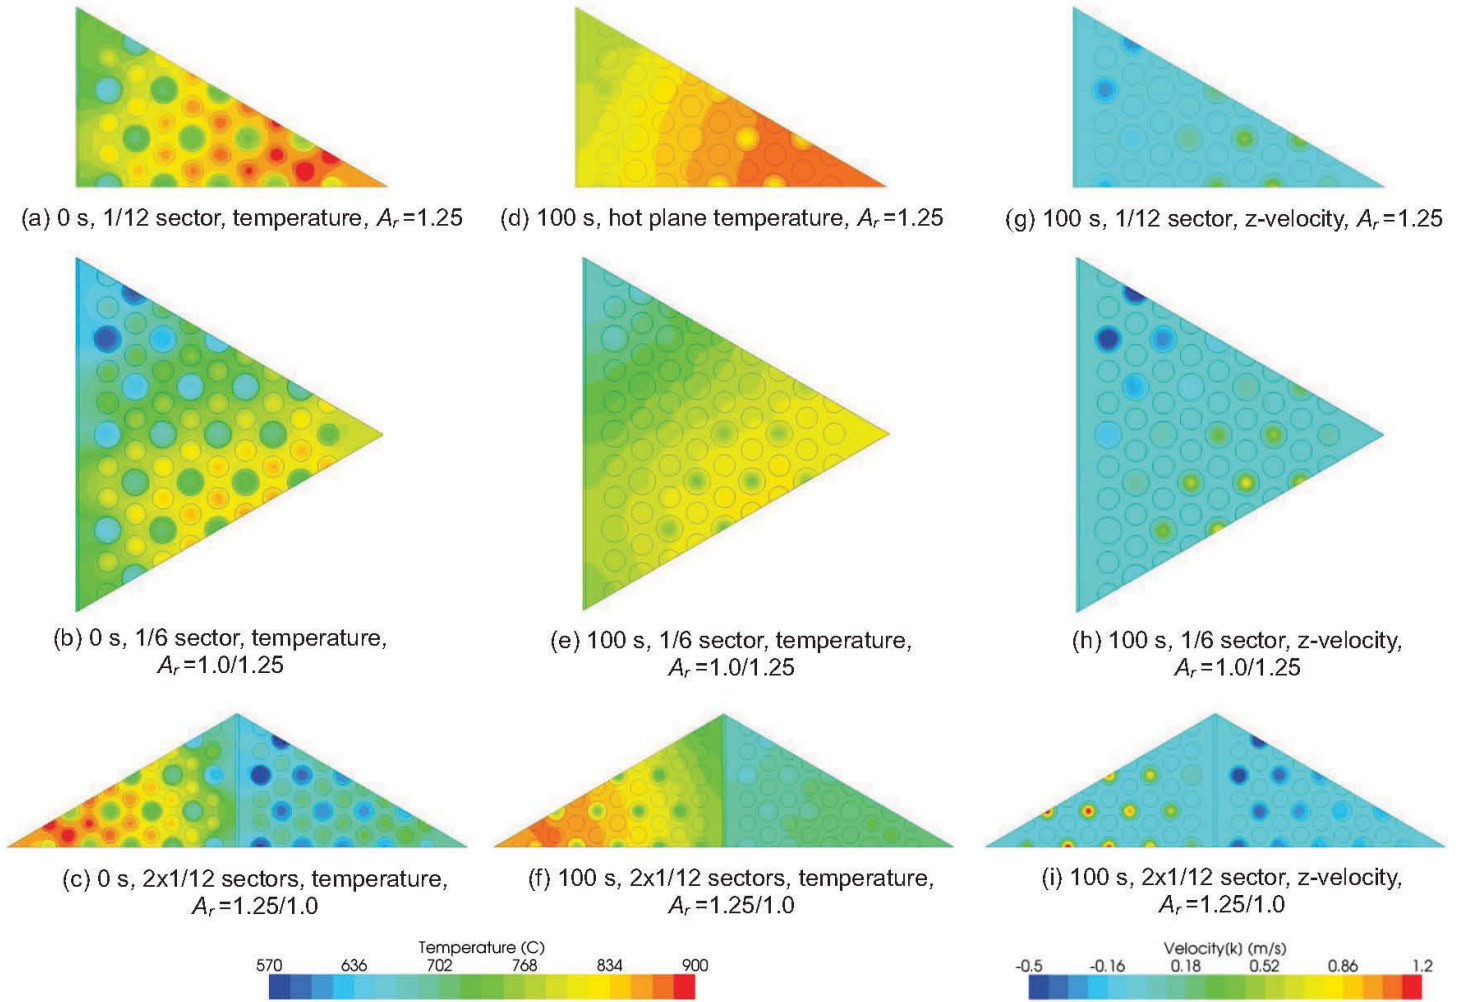 (a) 0 s, 1/12 sector, temperature, Ar=1.25
(d) 100 s, hot plane temperature, Ar=1.25
(g) 100 s, 1/12 sector, z-velocity, Ar=1.25
(b) 0 s, 1/6 sector, temperature,
Ar=1.0/1.25
(e) 100 s, 1/6 sector, temperature,
Ar=1.0/1.25
(h) 100 s, 1/6 sector, z-velocity,
Ar=1.0/1.25
(c) 0 s, 2x1/12 sectors, temperature,
Ar=1.25/1.0
(f) 100 s, 2x1/12 sectors, temperature,
Ar=1.25/1.0
(i) 100 s, 2x1/12 sector, z-velocity,
Ar=1.25/1.0
Temperature (C)
570 636 702 768 834 900
Velocity[k] (m/s)
-0.5 -0.16 0.18 0.52 0.86 1.2